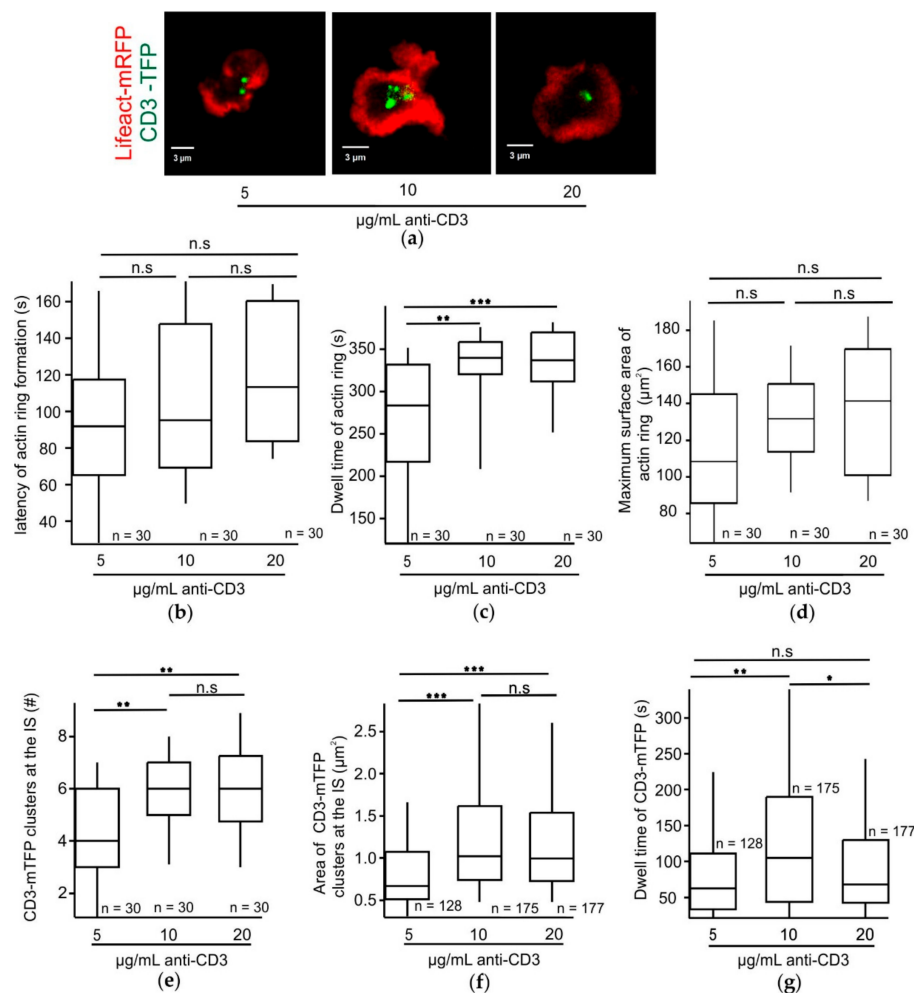 Lifeact-mRFP
CD3 -TFP
3 µm
3 µm
3 µm
5
10
20
µg/mL anti-CD3
(a)
n.s
n.s
n.s
latency of actin ring formation (s)
160
120
100
80
60
40
n = 30
n = 30
n = 30
5
10
20
µg/mL anti-CD3
(b)
***
**
Dwell time of actin ring (s)
350
300
250
200
150
n = 30
n = 30
n = 30
5
10
20
µg/mL anti-CD3
(c)
n.s
n.s
n.s
Maximum surface area of
actin ring (µm²)
180
140
120
100
80
n = 30
n = 30
n = 30
5
10
20
µg/mL anti-CD3
(d)
**
**
n.s
CD3-mTFP clusters at the IS (#)
8
6
4
2
n = 30
n = 30
n = 30
5
10
20
µg/mL anti-CD3
(e)
***
***
n.s
Area of CD3-mTFP
clusters at the IS (µm²)
2.5
2.0
1.5
1.0
0.5
n = 128
n = 175
n = 177
5
10
20
µg/mL anti-CD3
(f)
n.s
**
*
Dwell time of CD3-mTFP (s)
300
250
200
150
100
50
n = 128
n = 175
n = 177
5
10
20
µg/mL anti-CD3
(g)